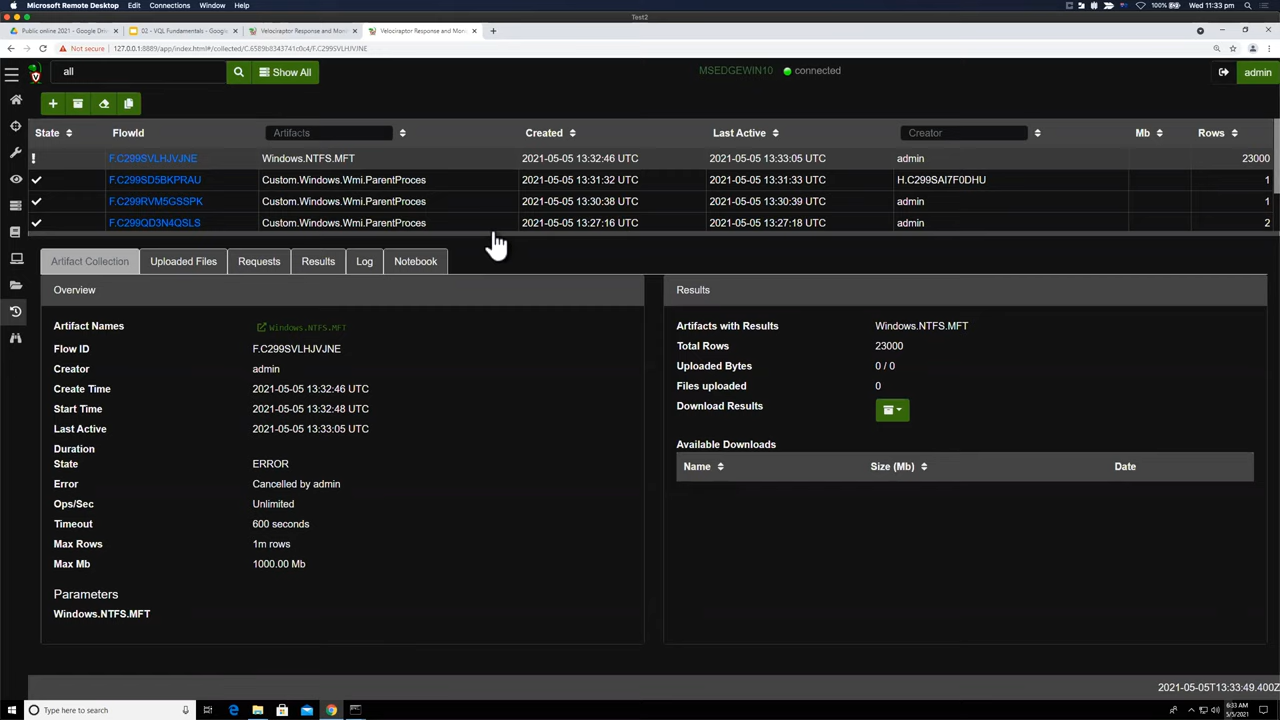 Microsoft Remote Desktop Edit Connections Window Help 100% Wed 11:33 pm
Test2
Public online 2021 - Google Driv × 02 - VQL Fundamentals - Google × Velociraptor Response and Moni × Velociraptor Response and Moni ×
Not secure 127.0.0.1:8889/app/index.html#/collected/C.6589b8343741c0c4/F.C299SVLHJVJNE
all Show All MSEDGEWIN10 connected admin
State FlowId Artifacts Created Last Active Creator Mb Rows
! F.C299SVLHJVJNE Windows.NTFS.MFT 2021-05-05 13:32:46 UTC 2021-05-05 13:33:05 UTC admin 23000
F.C299SD5BKPRAU Custom.Windows.Wmi.ParentProces 2021-05-05 13:31:32 UTC 2021-05-05 13:31:33 UTC H.C299SAI7F0DHU 1
F.C299RVM5GSSPK Custom.Windows.Wmi.ParentProces 2021-05-05 13:30:38 UTC 2021-05-05 13:30:39 UTC admin 1
F.C299QD3N4QSLS Custom.Windows.Wmi.ParentProces 2021-05-05 13:27:16 UTC 2021-05-05 13:27:18 UTC admin 2
Artifact Collection Uploaded Files Requests Results Log Notebook
Overview
Artifact Names Windows.NTFS.MFT
Flow ID F.C299SVLHJVJNE
Creator admin
Create Time 2021-05-05 13:32:46 UTC
Start Time 2021-05-05 13:32:48 UTC
Last Active 2021-05-05 13:33:05 UTC
Duration
State ERROR
Error Cancelled by admin
Ops/Sec Unlimited
Timeout 600 seconds
Max Rows 1m rows
Max Mb 1000.00 Mb
Parameters
Windows.NTFS.MFT
Results
Artifacts with Results Windows.NTFS.MFT
Total Rows 23000
Uploaded Bytes 0 / 0
Files uploaded 0
Download Results
Available Downloads
Name Size (Mb) Date
2021-05-05T13:33:49.400Z
Type here to search
6:33 AM
5/5/2021